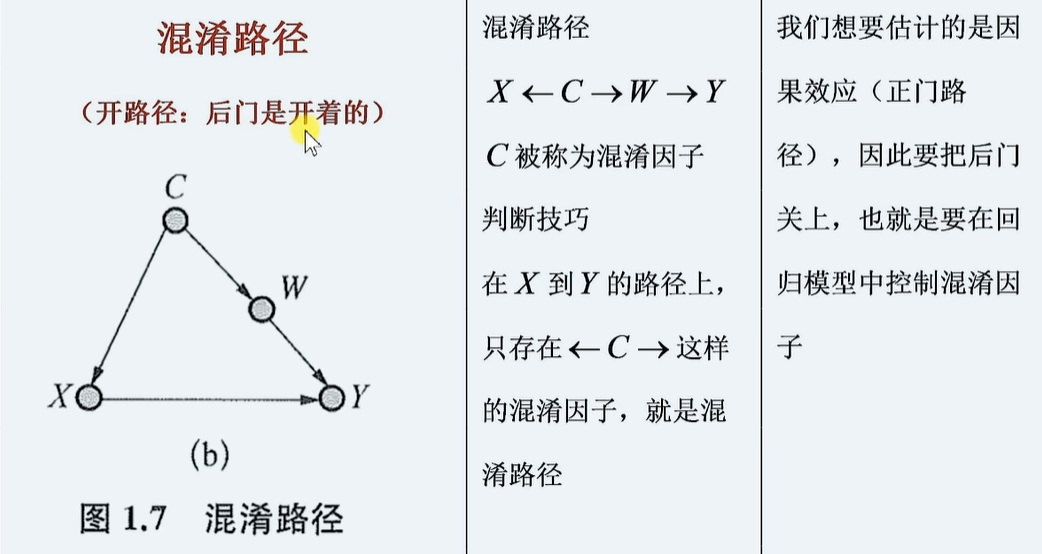 混淆路径
（开路径：后门是开着的）
C
W
X
Y
(b)
图 1.7 混淆路径
混淆路径
X ← C → W → Y
C 被称为混淆因子
判断技巧
在 X 到 Y 的路径上，
只存在 ← C → 这样
的混淆因子，就是混
淆路径
我们想要估计的是因
果效应（正门路
径），因此要把后门
关上，也就是要在回
归模型中控制混淆因
子